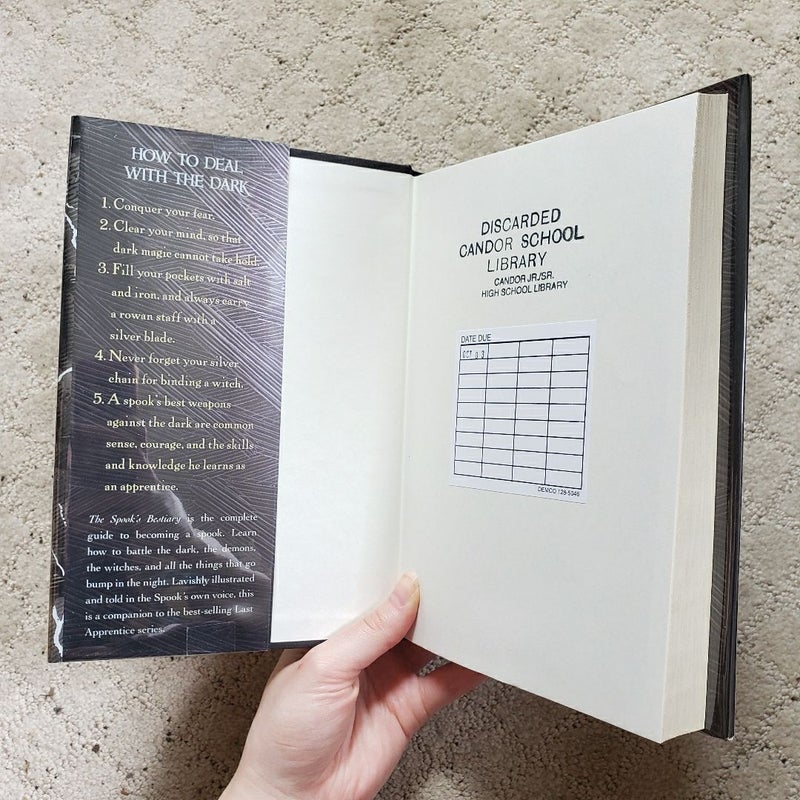 HOW TO DEAL
WITH THE DARK
1. Conquer your fear.
2. Clear your mind, so that
dark magic cannot take hold.
3. Fill your pockets with salt
and iron, and always carry
a rowan staff with a
silver blade.
4. Never forget your silver
chain for binding a witch.
5. A spook's best weapons
against the dark are common
sense, courage, and the skills
and knowledge he learns as
an apprentice.
The Spook's Bestiary is the complete
guide to becoming a spook. Learn
how to battle the dark, the demons,
the witches, and all the things that go
bump in the night. Lavishly illustrated
and told in the Spook's own voice, this
is a companion to the best-selling Last
Apprentice series.
DISCARDED
CANDOR SCHOOL
LIBRARY
CANDOR JR./SR.
HIGH SCHOOL LIBRARY
DATE DUE
OCT 0 3
DEMCO 128-5046